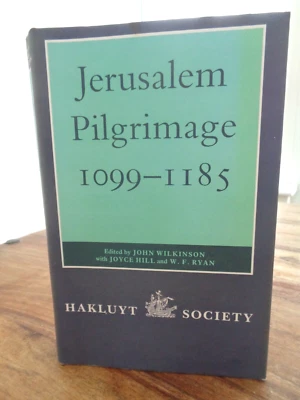 Jerusalem
Pilgrimage
1099–1185
Edited by JOHN WILKINSON
with JOYCE HILL and W. F. RYAN
HAKLUYT SOCIETY